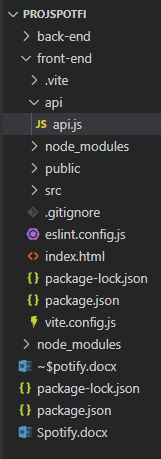 PROJSPOTFI
back-end
front-end
.vite
api
JS api.js
node_modules
public
src
.gitignore
eslint.config.js
<> index.html
{} package-lock.json
{} package.json
vite.config.js
node_modules
~$potify.docx
{} package-lock.json
{} package.json
Spotify.docx